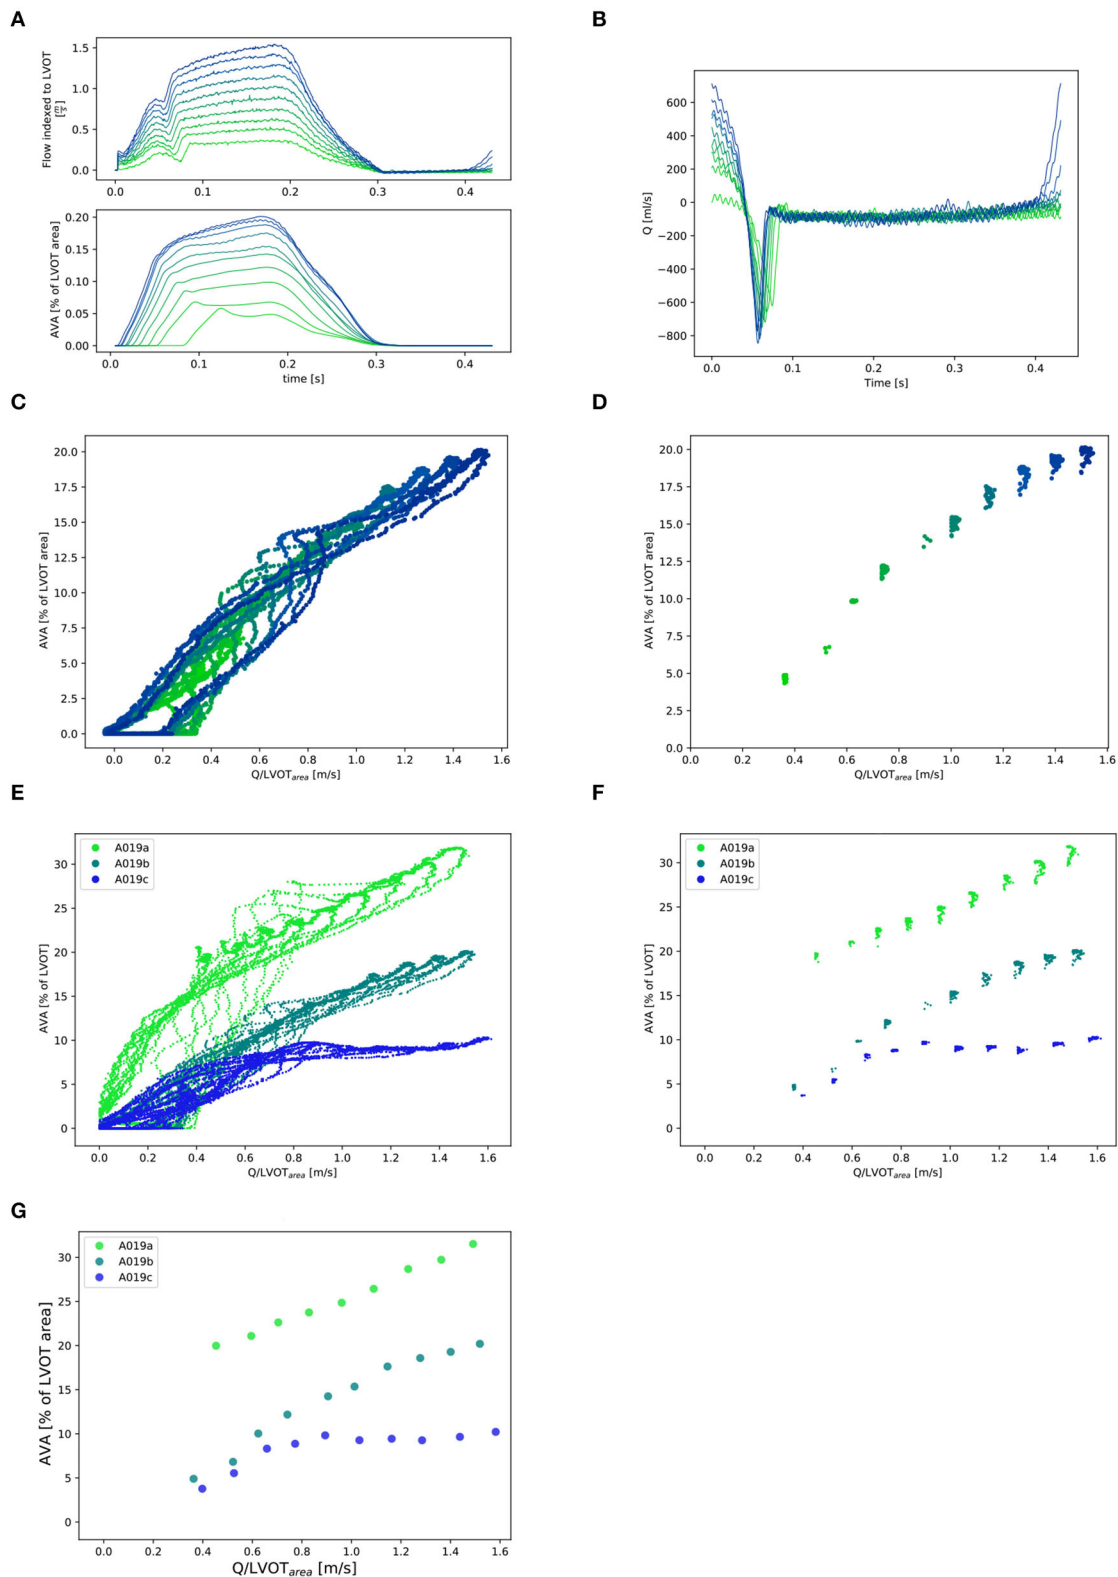 A
Flow indexed to LVOT
[m/s]
1.5
1.0
0.5
0.0
0.0 0.1 0.2 0.3 0.4
AVA [% of LVOT area]
0.20
0.15
0.10
0.05
0.00
0.0 0.1 0.2 0.3 0.4
time [s]
B
Q [ml/s]
600
400
200
0
−200
−400
−600
−800
0.0 0.1 0.2 0.3 0.4
Time [s]
C
AVA [% of LVOT area]
20.0
17.5
15.0
12.5
10.0
7.5
5.0
2.5
0.0
0.0 0.2 0.4 0.6 0.8 1.0 1.2 1.4 1.6
Q/LVOTarea [m/s]
D
AVA [% of LVOT area]
20.0
17.5
15.0
12.5
10.0
7.5
5.0
2.5
0.0
0.0 0.2 0.4 0.6 0.8 1.0 1.2 1.4 1.6
Q/LVOTarea [m/s]
E
A019a
A019b
A019c
AVA [% of LVOT]
30
25
20
15
10
5
0
0.0 0.2 0.4 0.6 0.8 1.0 1.2 1.4 1.6
Q/LVOTarea [m/s]
F
A019a
A019b
A019c
AVA [% of LVOT]
30
25
20
15
10
5
0
0.0 0.2 0.4 0.6 0.8 1.0 1.2 1.4 1.6
Q/LVOTarea [m/s]
G
A019a
A019b
A019c
AVA [% of LVOT area]
30
25
20
15
10
5
0
0.0 0.2 0.4 0.6 0.8 1.0 1.2 1.4 1.6
Q/LVOTarea [m/s]